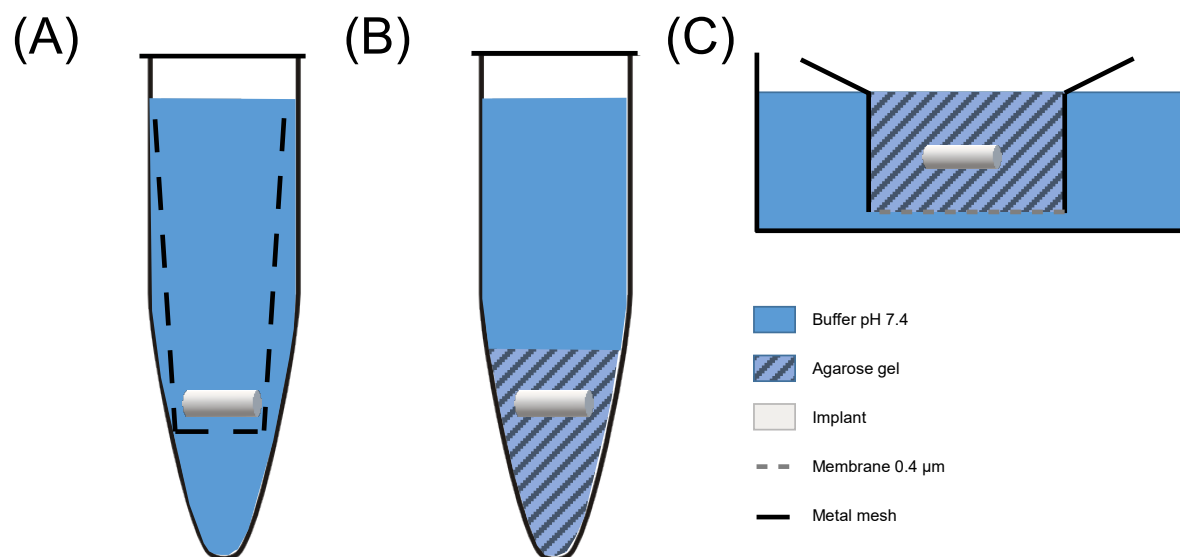 (A)
(B)
(C)
Buffer pH 7.4
Agarose gel
Implant
Membrane 0.4 µm
Metal mesh